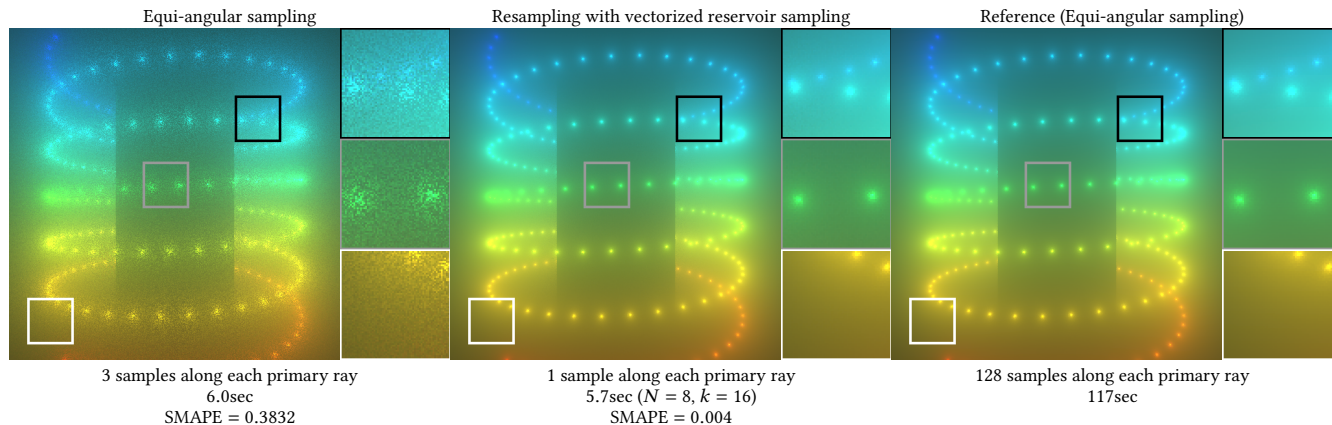 Equi-angular sampling
Resampling with vectorized reservoir sampling
Reference (Equi-angular sampling)
3 samples along each primary ray
6.0sec
SMAPE = 0.3832
1 sample along each primary ray
5.7sec (N = 8, k = 16)
SMAPE = 0.004
128 samples along each primary ray
117sec